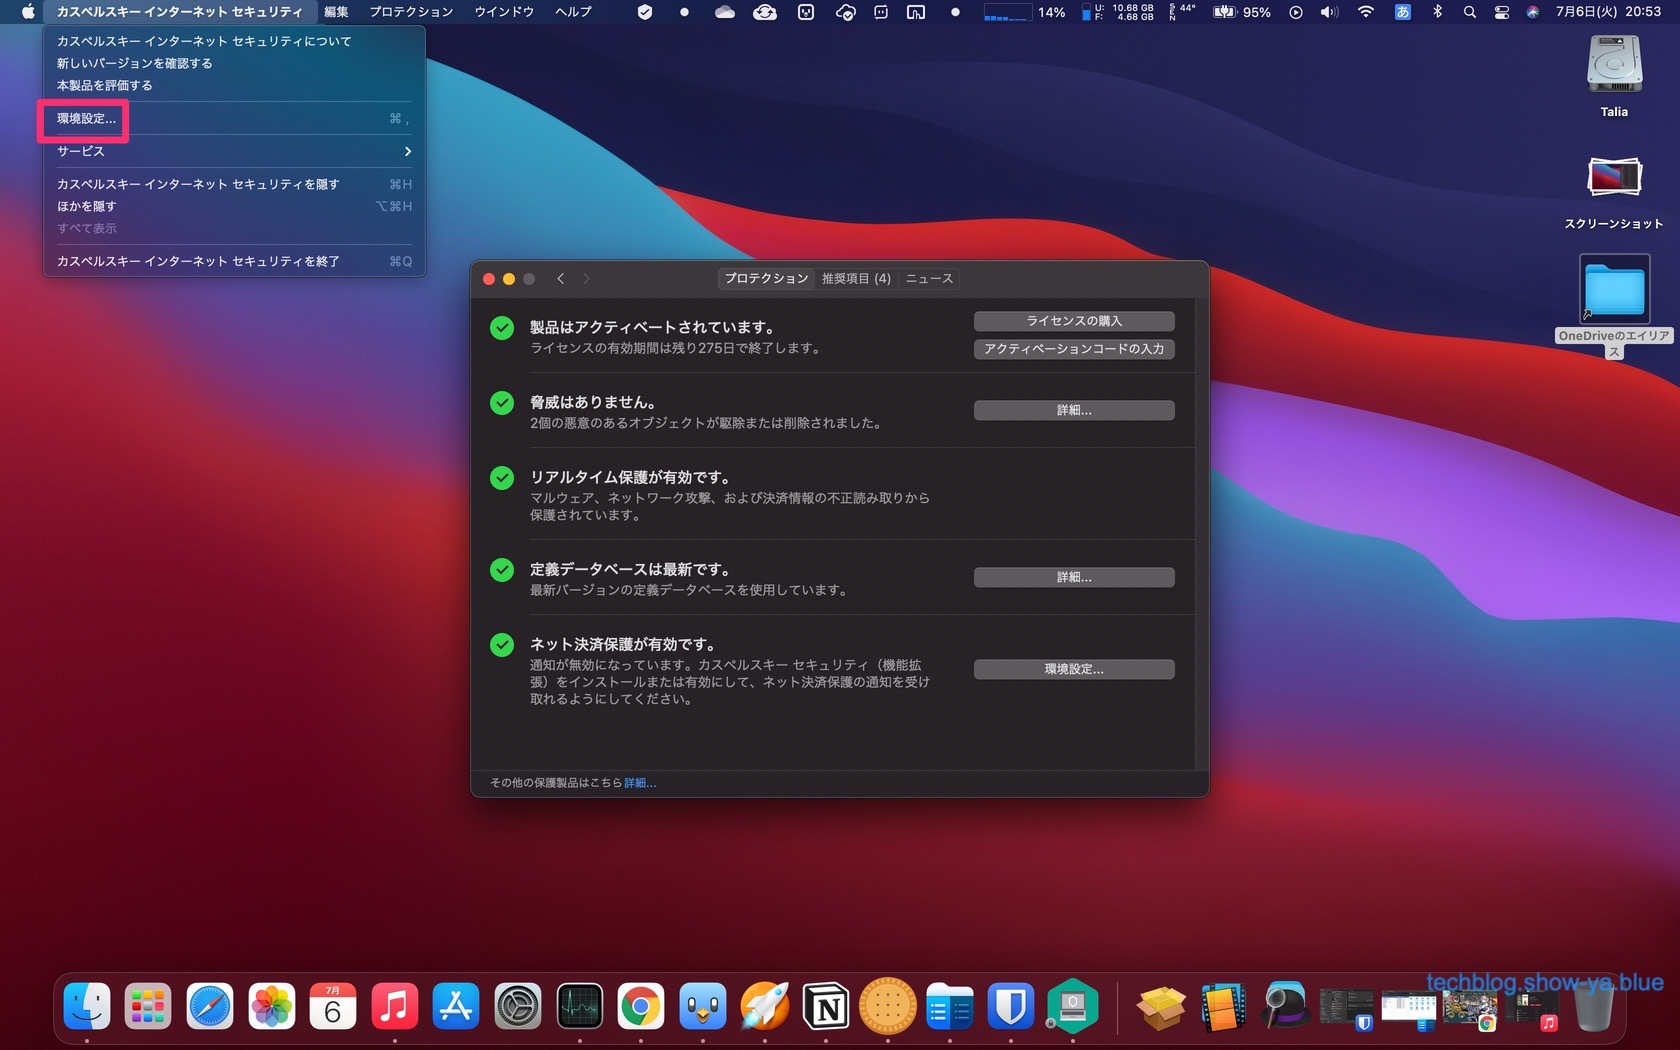 カスペルスキー インターネット セキュリティ 編集 プロテクション ウインドウ ヘルプ 14% U: 10.68 GB F: 4.68 GB 44° 95% あ 7月6日(火) 20:53
カスペルスキー インターネット セキュリティについて
新しいバージョンを確認する
本製品を評価する
環境設定... ⌘ ,
サービス
カスペルスキー インターネット セキュリティを隠す ⌘H
ほかを隠す ⌥⌘H
すべて表示
カスペルスキー インターネット セキュリティを終了 ⌘Q
Talia
スクリーンショット
OneDriveのエイリア
ス
プロテクション 推奨項目 (4) ニュース
製品はアクティベートされています。
ライセンスの有効期間は残り275日で終了します。
ライセンスの購入
アクティベーションコードの入力
脅威はありません。
2個の悪意のあるオブジェクトが駆除または削除されました。
詳細...
リアルタイム保護が有効です。
マルウェア、ネットワーク攻撃、および決済情報の不正読み取りから
保護されています。
定義データベースは最新です。
最新バージョンの定義データベースを使用しています。
詳細...
ネット決済保護が有効です。
通知が無効になっています。カスペルスキー セキュリティ（機能拡
張）をインストールまたは有効にして、ネット決済保護の通知を受け
取れるようにしてください。
環境設定...
その他の保護製品はこちら 詳細...
techblog.show-ya.blue
7月
6